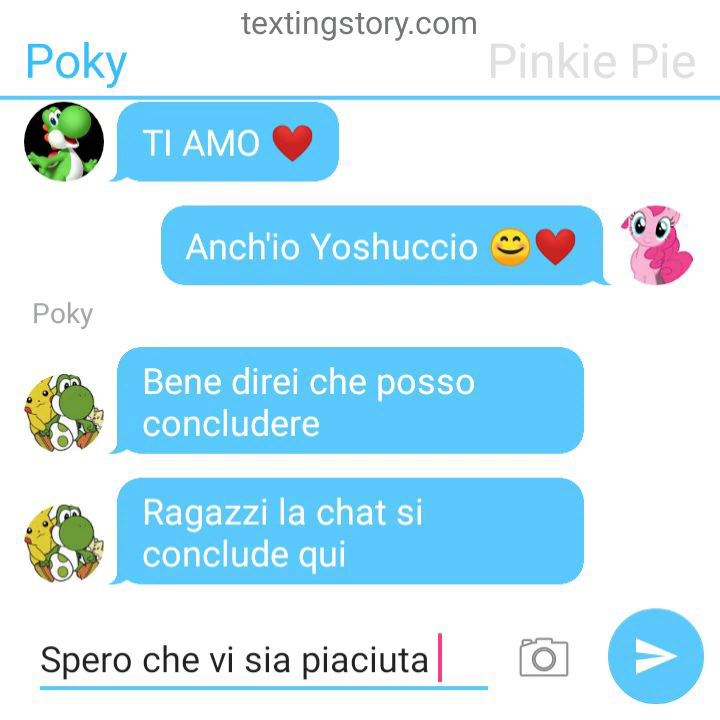 textingstory.com
Poky
Pinkie Pie
TI AMO ❤️
Anch'io Yoshuccio 😊❤️
Poky
Bene direi che posso
concludere
Ragazzi la chat si
conclude qui
Spero che vi sia piaciuta